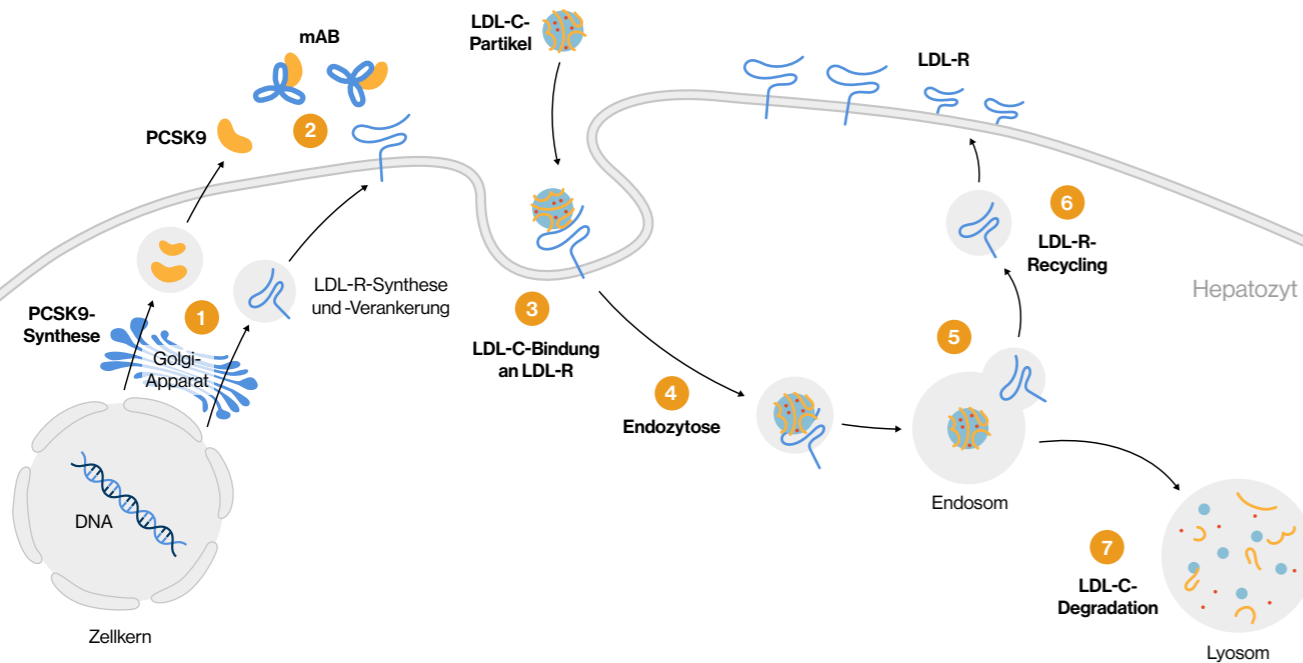 mAB
LDL-C-
Partikel
LDL-R
PCSK9
2
6
LDL-R-
Recycling
LDL-R-Synthese
und -Verankerung
Hepatozyt
PCSK9-
Synthese
1
3
LDL-C-Bindung
an LDL-R
5
Golgi-
Apparat
4
Endozytose
Endosom
DNA
7
LDL-C-
Degradation
Zellkern
Lyosom